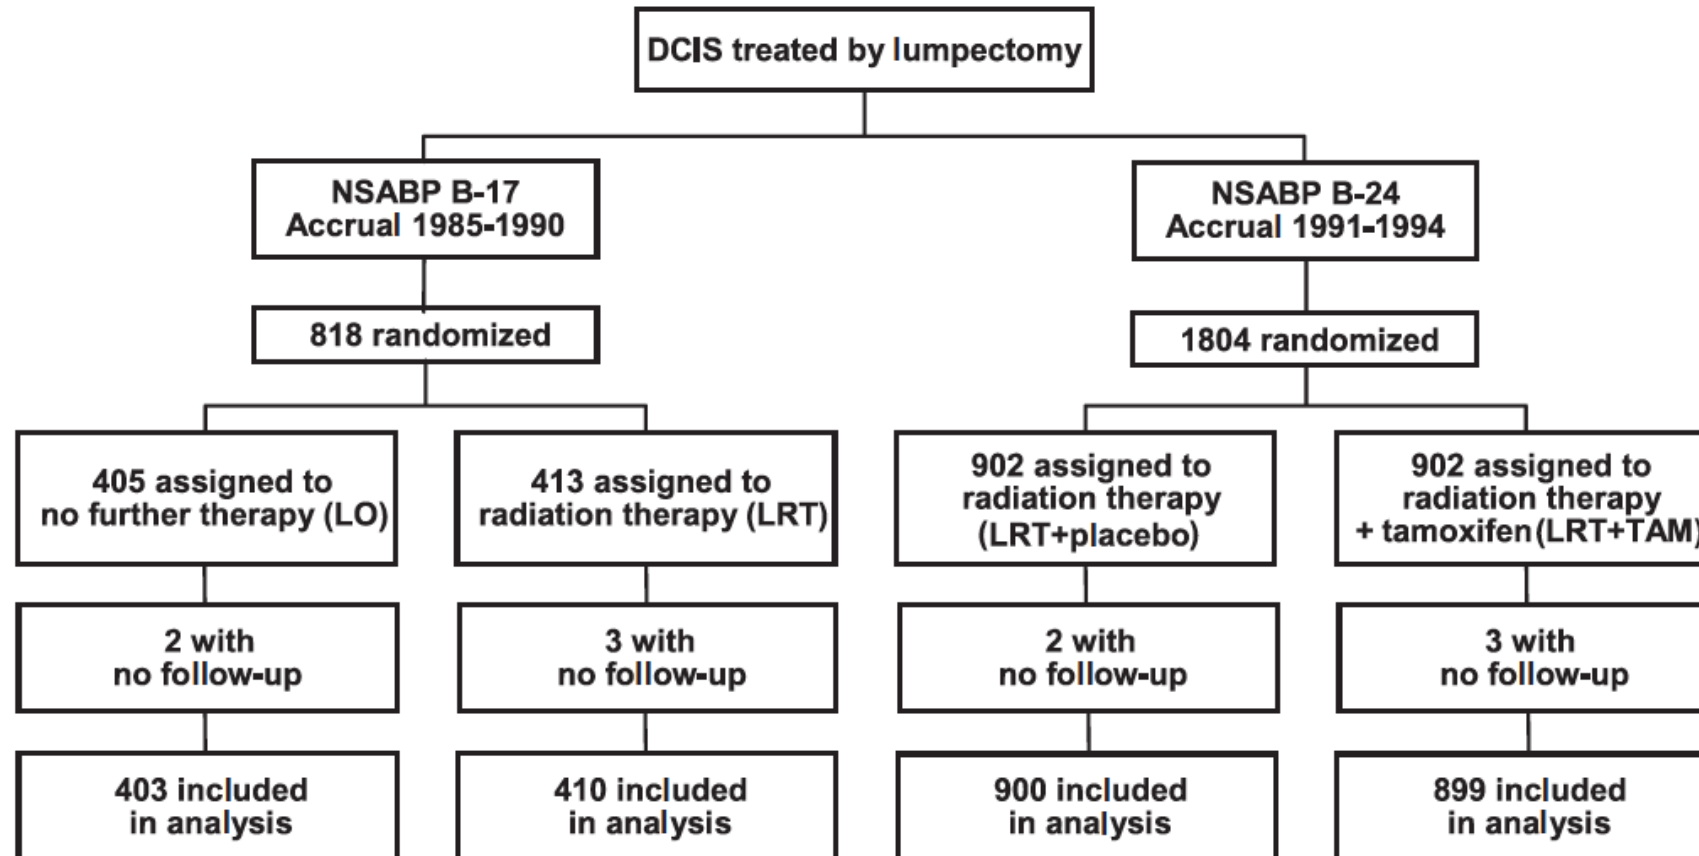 DCIS treated by lumpectomy
NSABP B-17
Accrual 1985-1990
NSABP B-24
Accrual 1991-1994
818 randomized
1804 randomized
405 assigned to
no further therapy (LO)
413 assigned to
radiation therapy (LRT)
902 assigned to
radiation therapy
(LRT+placebo)
902 assigned to
radiation therapy
+ tamoxifen (LRT+TAM)
2 with
no follow-up
3 with
no follow-up
2 with
no follow-up
3 with
no follow-up
403 included
in analysis
410 included
in analysis
900 included
in analysis
899 included
in analysis